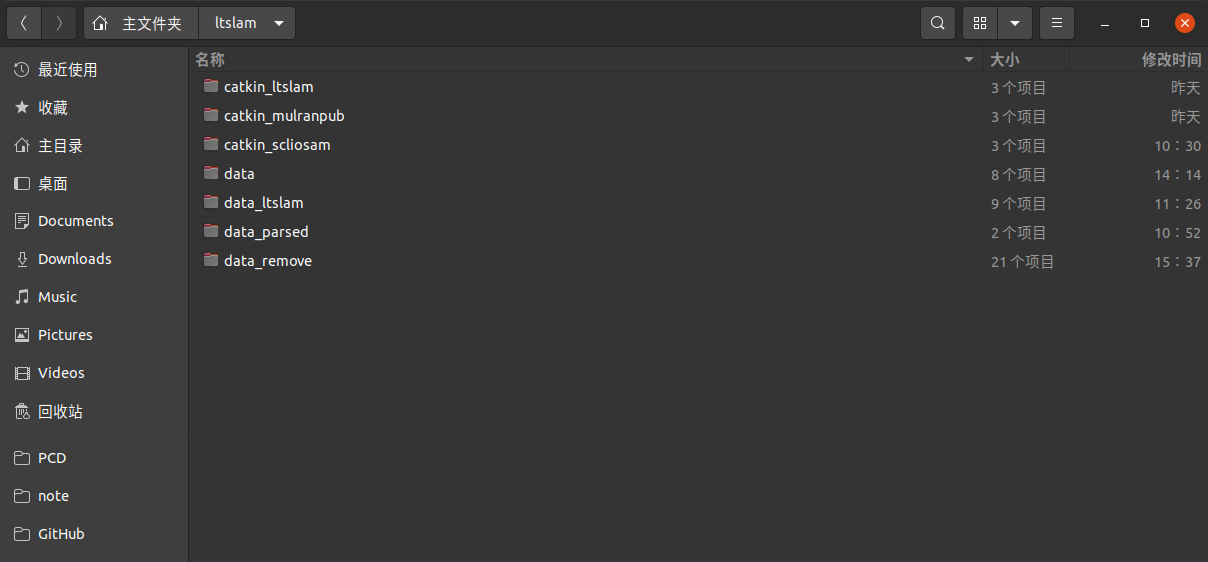 主文件夹 ltslam
名称 大小 修改时间
最近使用
收藏
主目录
桌面
Documents
Downloads
Music
Pictures
Videos
回收站
PCD
note
GitHub
catkin_ltslam 3 个项目 昨天
catkin_mulranpub 3 个项目 昨天
catkin_scliosam 3 个项目 10：30
data 8 个项目 14：14
data_ltslam 9 个项目 11：26
data_parsed 2 个项目 10：52
data_remove 21 个项目 15：37